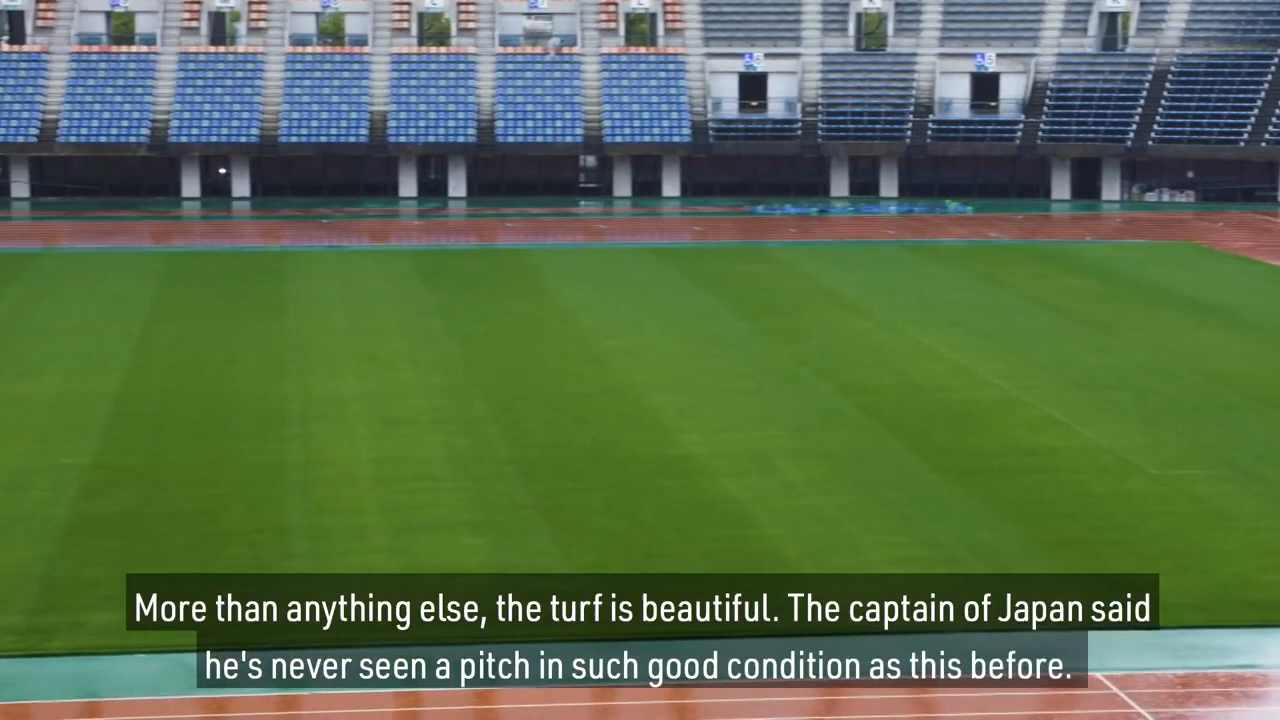 More than anything else, the turf is beautiful. The captain of Japan said
he's never seen a pitch in such good condition as this before.